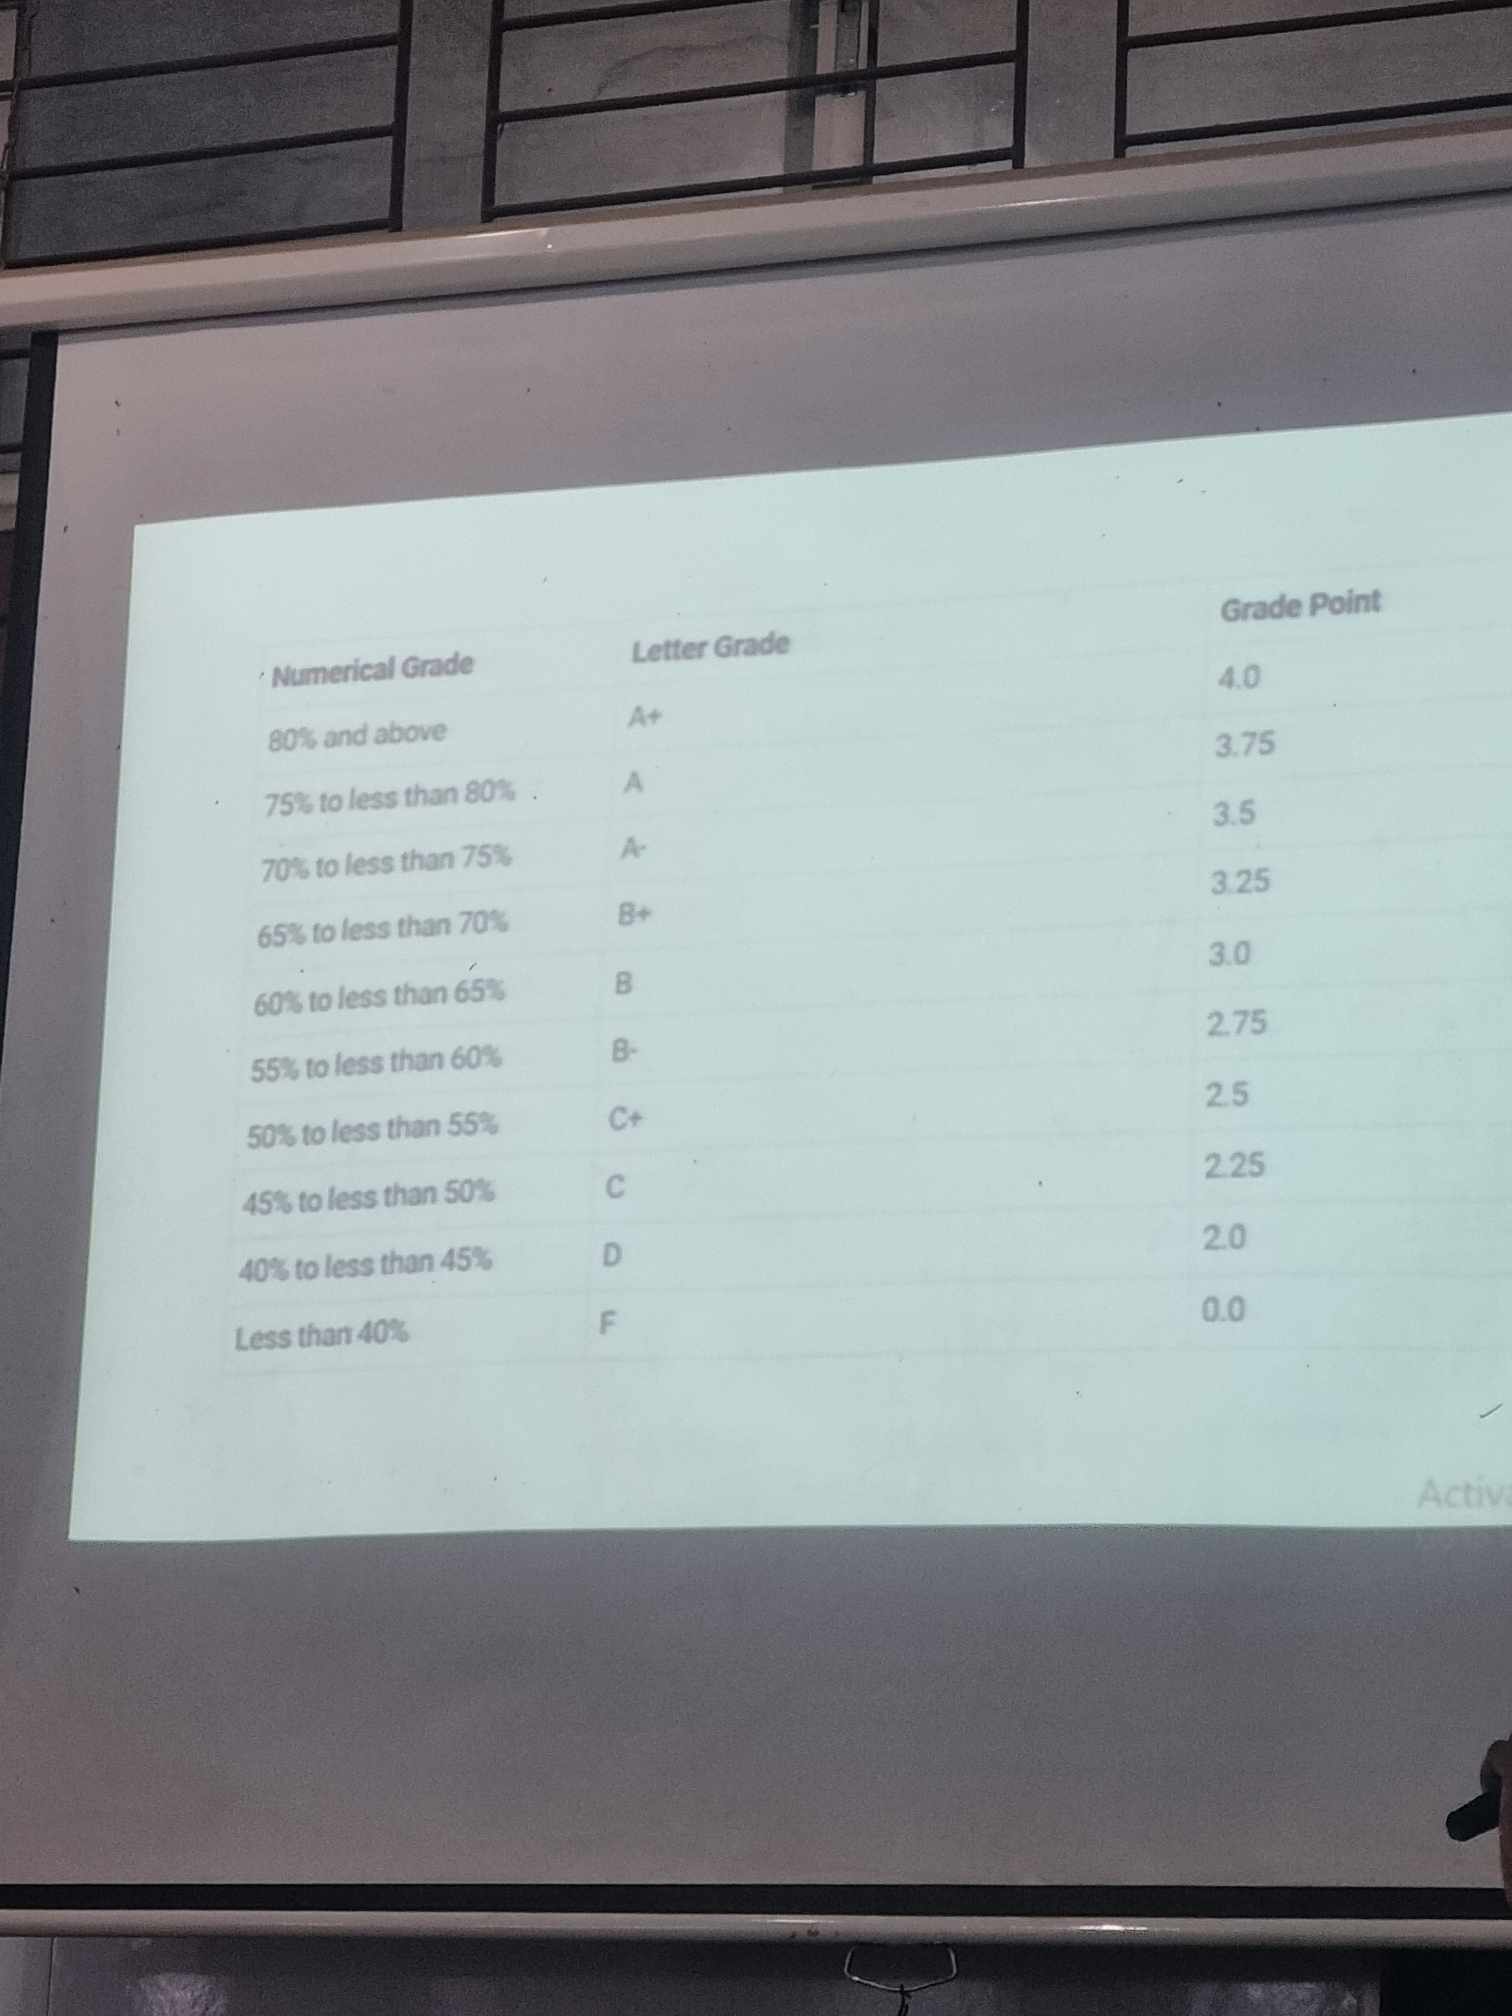 Numerical Grade Letter Grade Grade Point
80% and above A+ 4.0
75% to less than 80% A 3.75
70% to less than 75% A- 3.5
65% to less than 70% B+ 3.25
60% to less than 65% B 3.0
55% to less than 60% B- 2.75
50% to less than 55% C+ 2.5
45% to less than 50% C 2.25
40% to less than 45% D 2.0
Less than 40% F 0.0
Activa